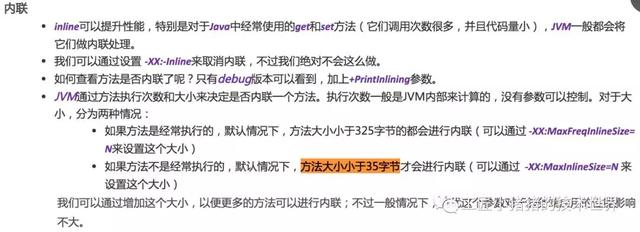 内联
inline可以提升性能，特别是对于Java中经常使用的get和set方法（它们调用次数很多，并且代码量小），JVM一般都会将
它们做内联处理。
我们可以通过设置 -XX:-Inline来取消内联，不过我们绝对不会这么做。
如何查看方法是否内联了呢？只有debug版本可以看到，加上+PrintInlining参数。
JVM通过方法执行次数和大小来决定是否内联一个方法。执行次数一般是JVM内部来计算的，没有参数可以控制。对于大
小，分为两种情况：
如果方法是经常执行的，默认情况下，方法大小小于325字节的都会进行内联（可以通过 -XX:MaxFreqInlineSize=
N来设置这个大小）
如果方法不是经常执行的，默认情况下，方法大小小于35字节才会进行内联（可以通过 -XX:MaxInlineSize=N 来
设置这个大小）
我们可以通过增加这个大小，以便更多的方法可以进行内联；不过一般情况下
不大。